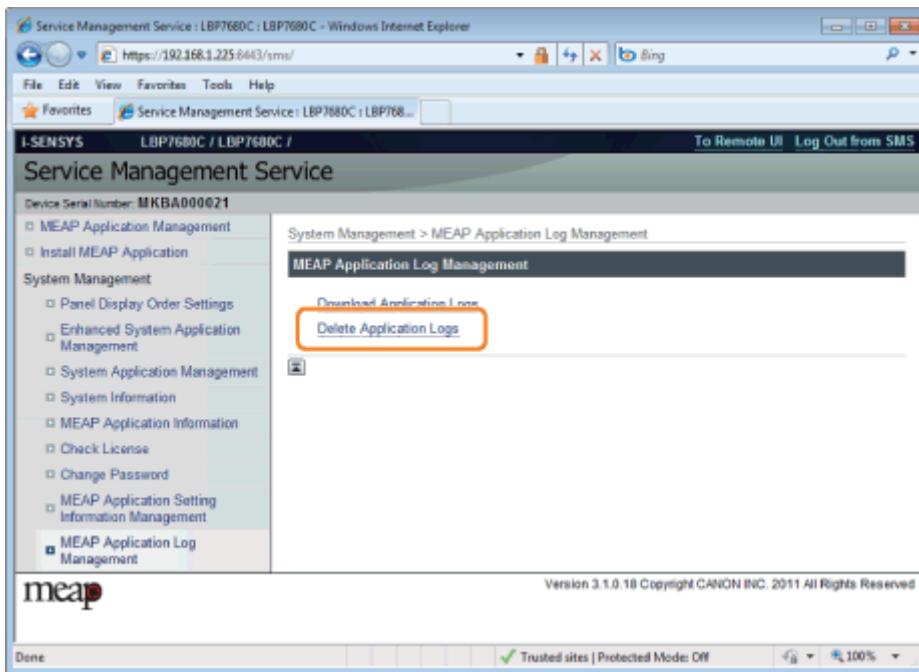 Service Management Service : LBP7680C : LBP7680C - Windows Internet Explorer
https://192.168.1.225:8443/sms/
Bing
File Edit View Favorites Tools Help
Favorites Service Management Service : LBP7680C : LBP768...
i-SENSYS LBP7680C / LBP7680C / To Remote UI Log Out from SMS
Service Management Service
Device Serial Number: MKBA000021
MEAP Application Management
Install MEAP Application
System Management
Panel Display Order Settings
Enhanced System Application
Management
System Application Management
System Information
MEAP Application Information
Check License
Change Password
MEAP Application Setting
Information Management
MEAP Application Log
Management
System Management > MEAP Application Log Management
MEAP Application Log Management
Download Application Logs
Delete Application Logs
meap
Version 3.1.0.18 Copyright CANON INC. 2011 All Rights Reserved
Done Trusted sites | Protected Mode: Off 100%